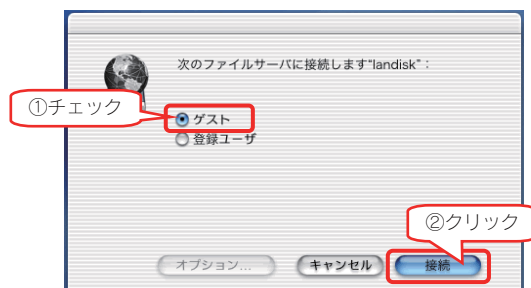 次のファイルサーバに接続します"landisk"：
①チェック
ゲスト
登録ユーザ
②クリック
オプション...
キャンセル
接続